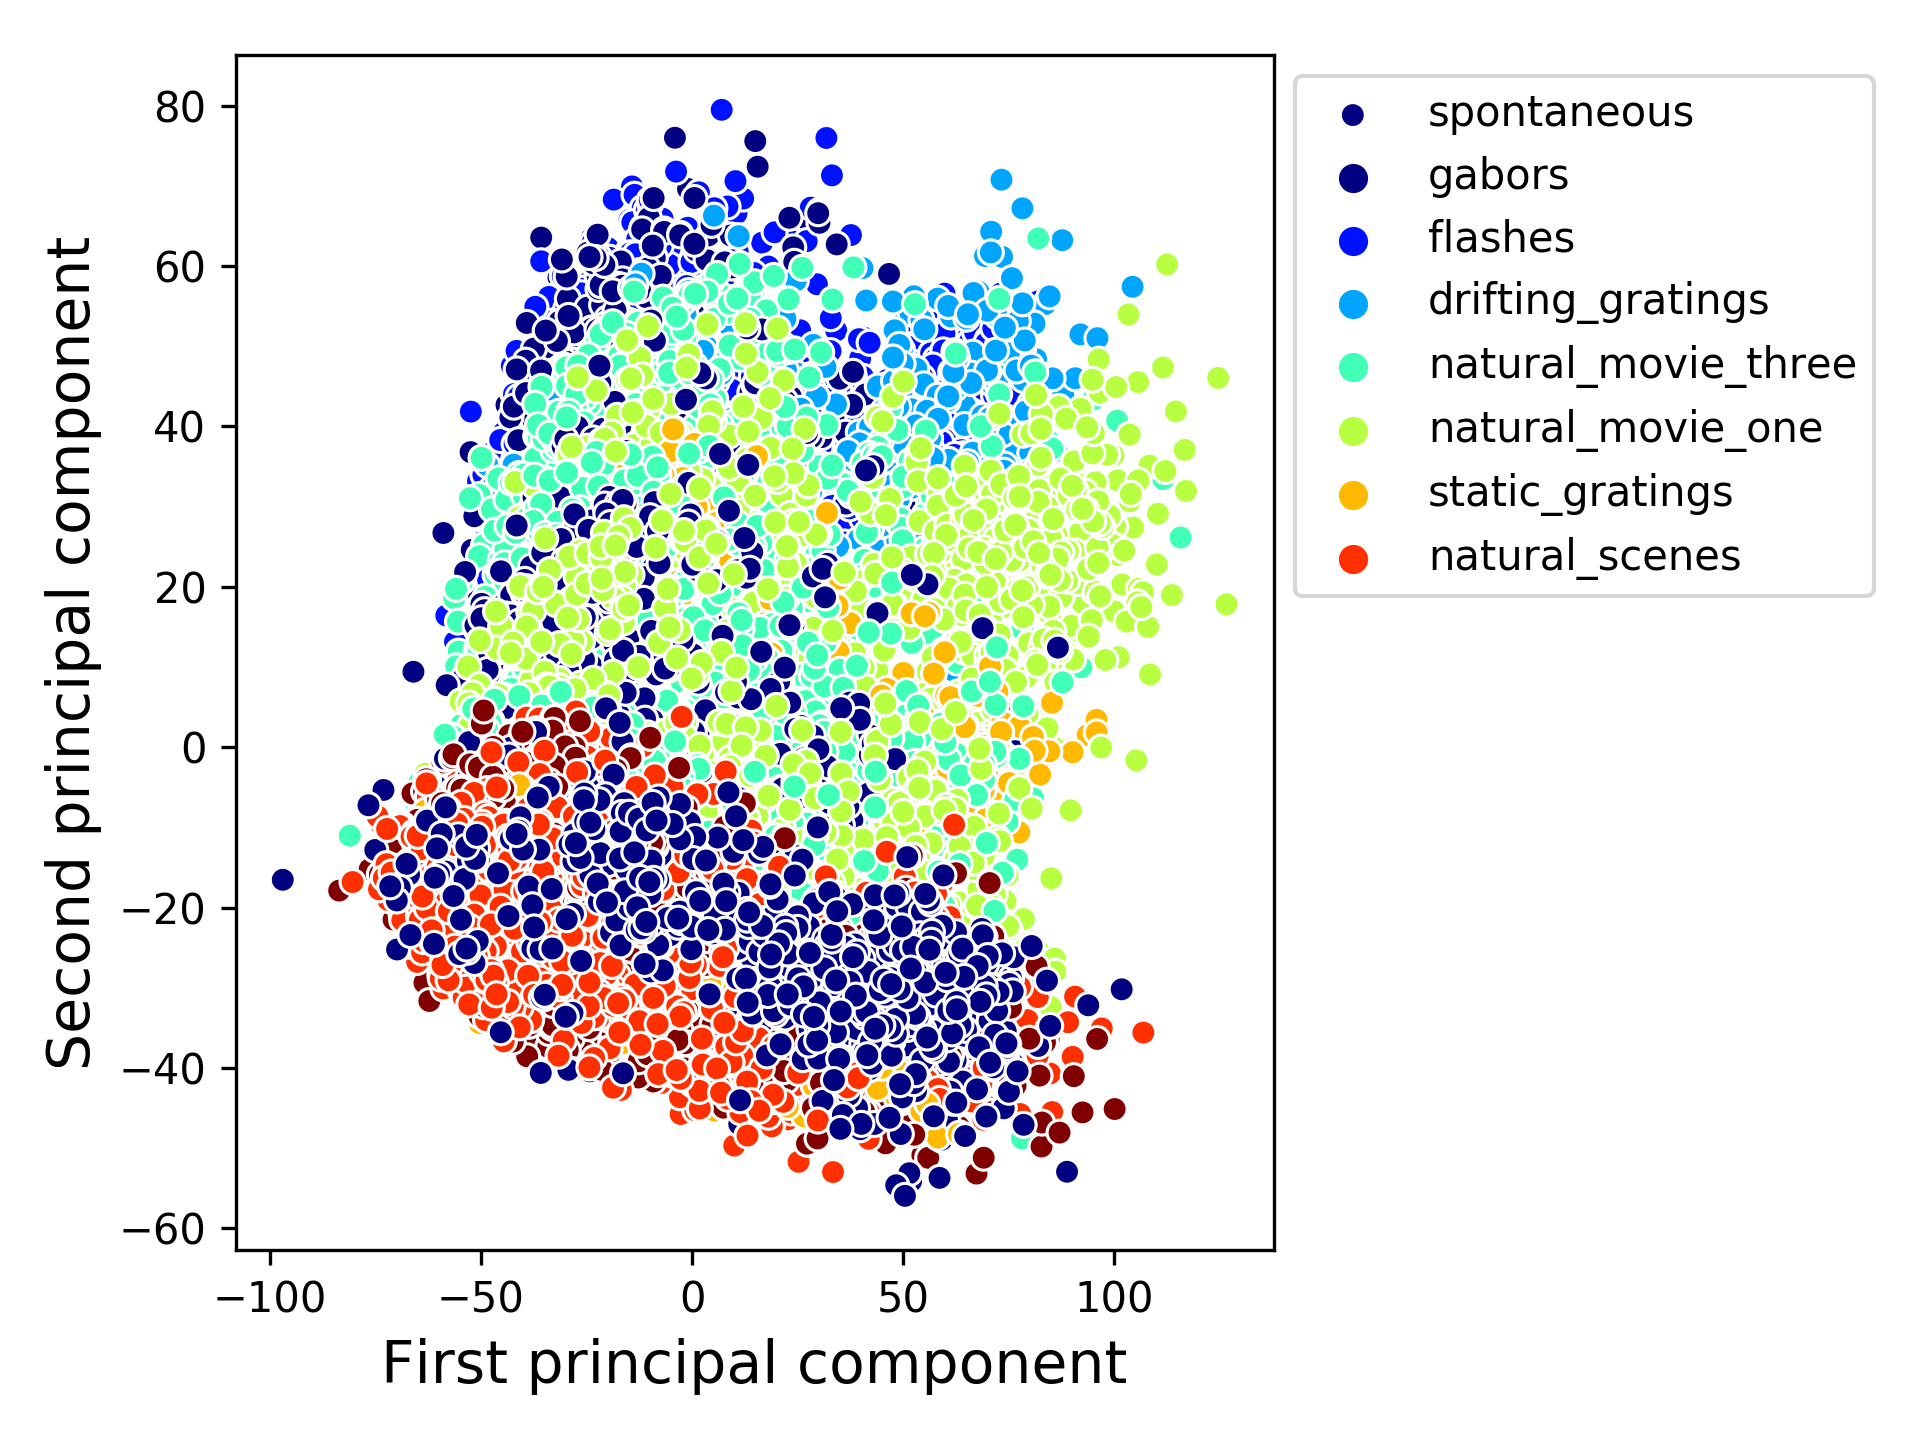 80
60
40
20
0
−20
−40
−60
−100
−50
0
50
100
First principal component
Second principal component
spontaneous
gabors
flashes
drifting_gratings
natural_movie_three
natural_movie_one
static_gratings
natural_scenes